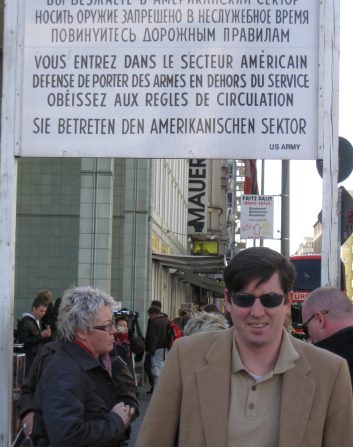 ВЫ ВЪЕЗЖАЕТЕ В АМЕРИКАНСКИЙ СЕКТОР
НОСИТЬ ОРУЖИЕ ЗАПРЕЩЕНО В НЕСЛУЖЕБНОЕ ВРЕМЯ
ПОВИНУЙТЕСЬ ДОРОЖНЫМ ПРАВИЛАМ
VOUS ENTREZ DANS LE SECTEUR AMÉRICAIN
DEFENSE DE PORTER DES ARMES EN DEHORS DU SERVICE
OBÉISSEZ AUX REGLES DE CIRCULATION
SIE BETRETEN DEN AMERIKANISCHEN SEKTOR
US ARMY
MAUER
FRITZ PALM